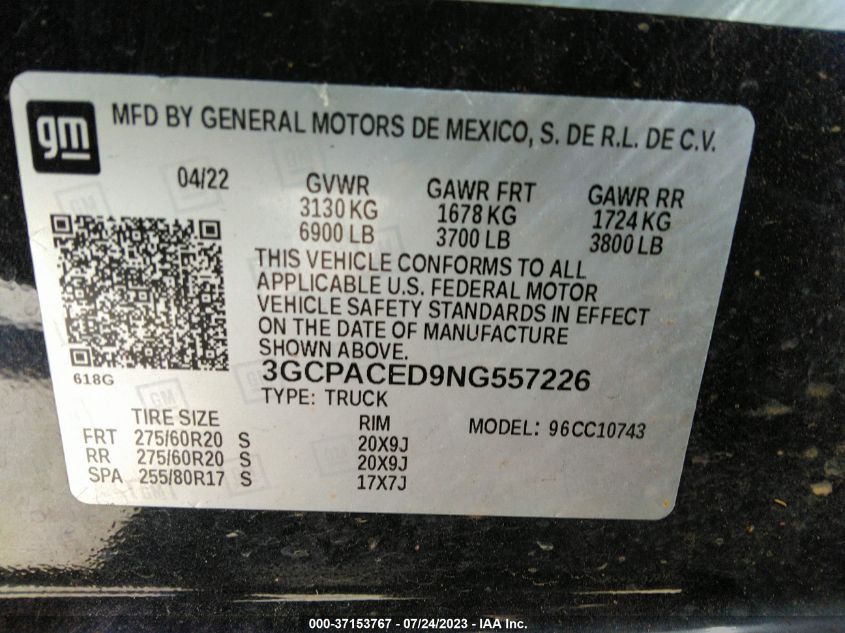 gm
MFD BY GENERAL MOTORS DE MEXICO, S. DE R.L. DE C.V.
04/22
GVWR GAWR FRT GAWR RR
3130 KG 1678 KG 1724 KG
6900 LB 3700 LB 3800 LB
THIS VEHICLE CONFORMS TO ALL
APPLICABLE U.S. FEDERAL MOTOR
VEHICLE SAFETY STANDARDS IN EFFECT
ON THE DATE OF MANUFACTURE
SHOWN ABOVE.
618G
3GCPACED9NG557226
TYPE: TRUCK
TIRE SIZE RIM MODEL: 96CC10743
FRT 275/60R20 S 20X9J
RR 275/60R20 S 20X9J
SPA 255/80R17 S 17X7J
000-37153767 - 07/24/2023 - © IAA Inc.